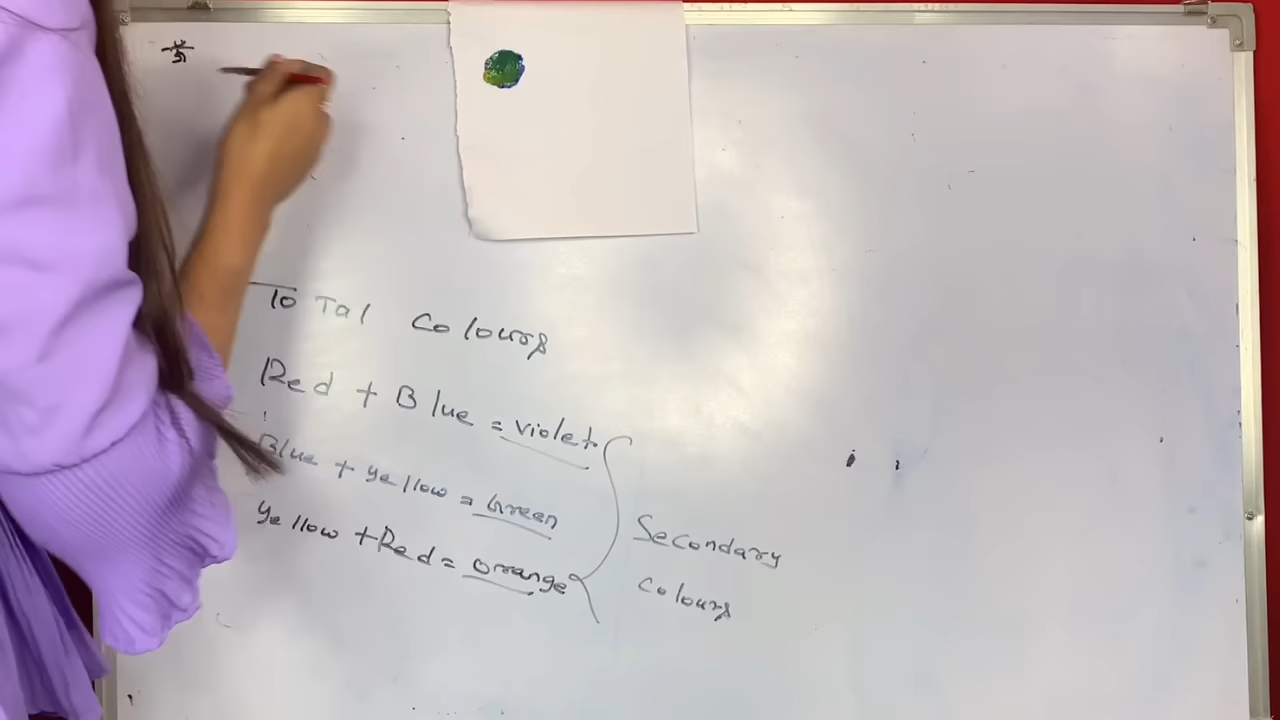 Total Colours
Red + Blue = violet
Blue + yellow = Green
Yellow + Red = orange
Secondary
Colours